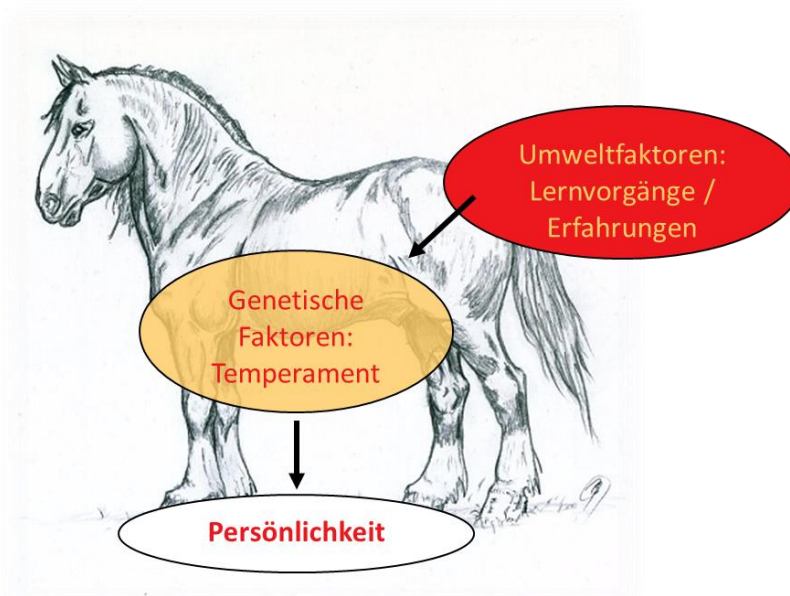 Umweltfaktoren:
Lernvorgänge /
Erfahrungen
Genetische
Faktoren:
Temperament
Persönlichkeit